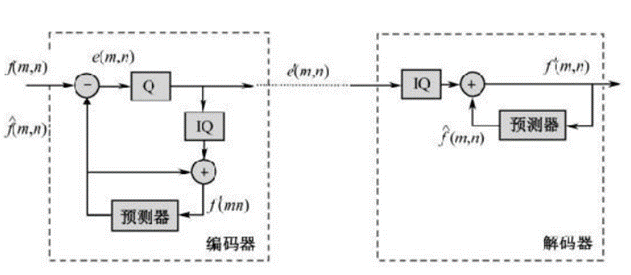 f(m,n)
e(m,n)
Q
e'(m,n)
IQ
+
f'(m,n)
−
f̂(m,n)
IQ
预测器
f̂(m,n)
+
f'(mn)
预测器
编码器
解码器